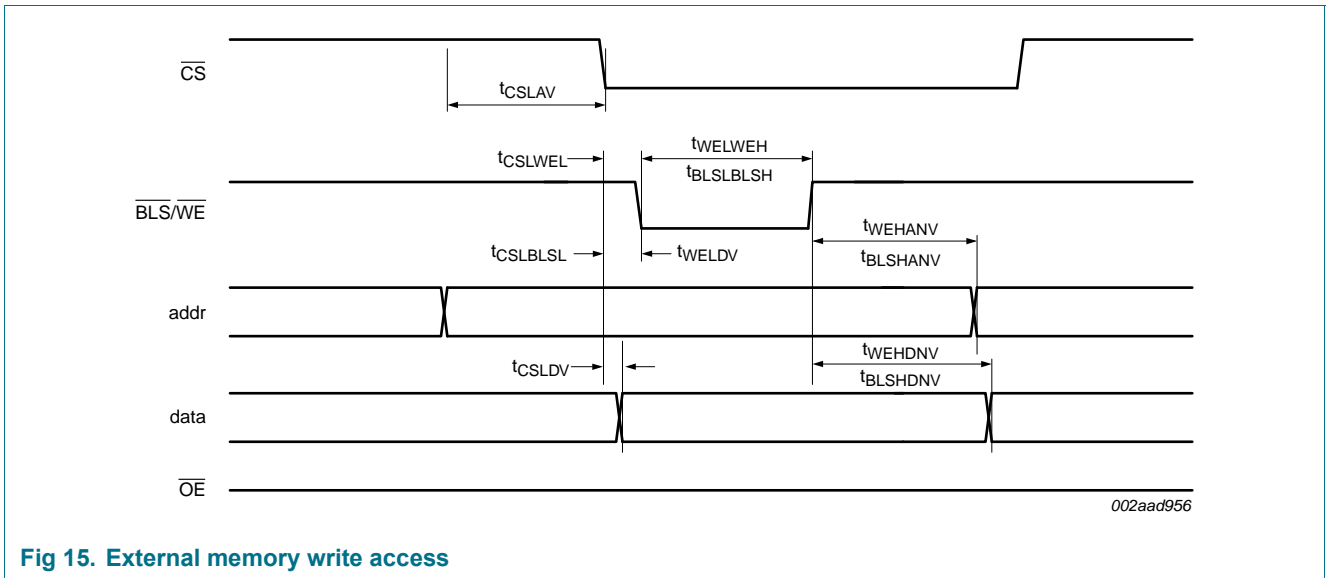 CS
tCSLAV
tCSLWEL
tWELWEH
tBLSLBLSH
BLS/WE
tCSLBLSL
tWELDV
tWEHANV
tBLSHANV
addr
tCSLDV
tWEHDNV
tBLSHDNV
data
OE
002aad956
Fig 15. External memory write access